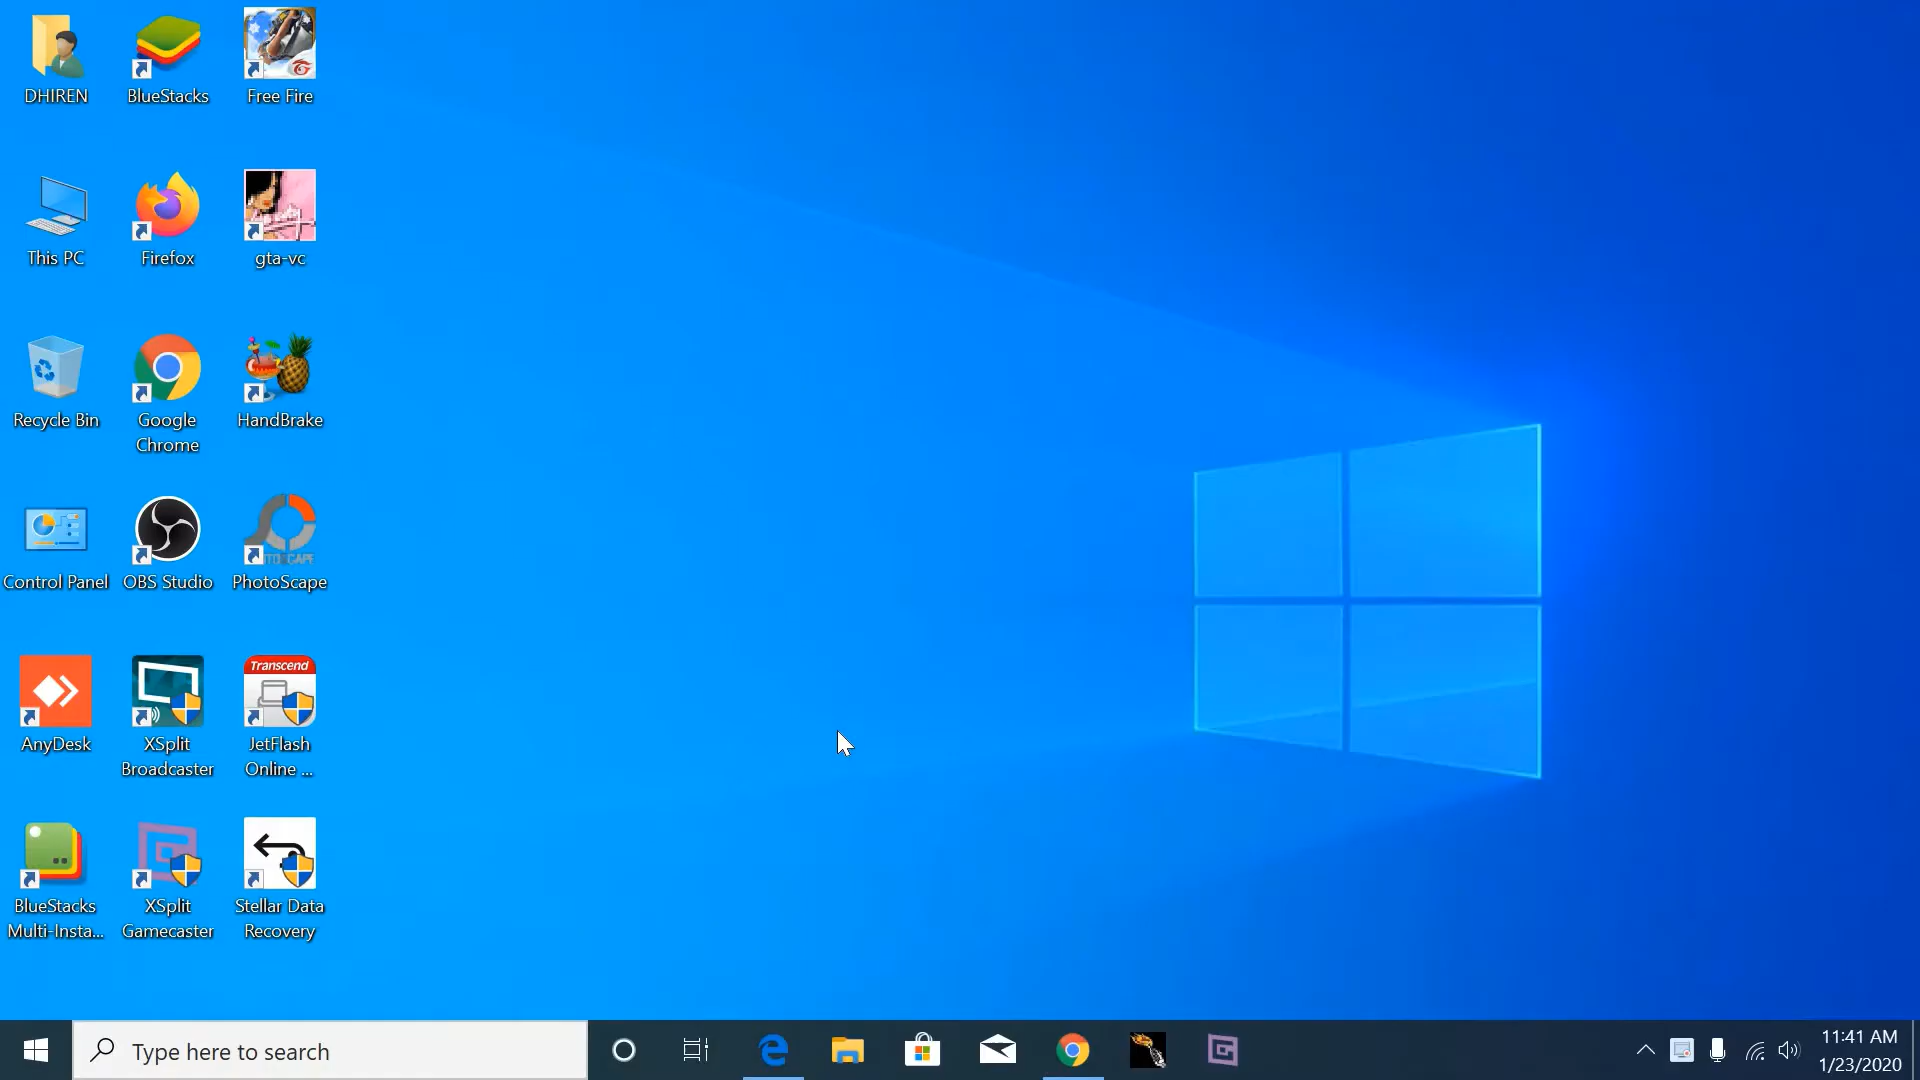 DHIREN
BlueStacks
Free Fire
This PC
Firefox
gta-vc
Recycle Bin
Google
Chrome
HandBrake
Control Panel
OBS Studio
PhotoScape
Transcend
AnyDesk
XSplit
Broadcaster
JetFlash
Online ...
BlueStacks
Multi-Insta...
XSplit
Gamecaster
Stellar Data
Recovery
Type here to search
11:41 AM
1/23/2020